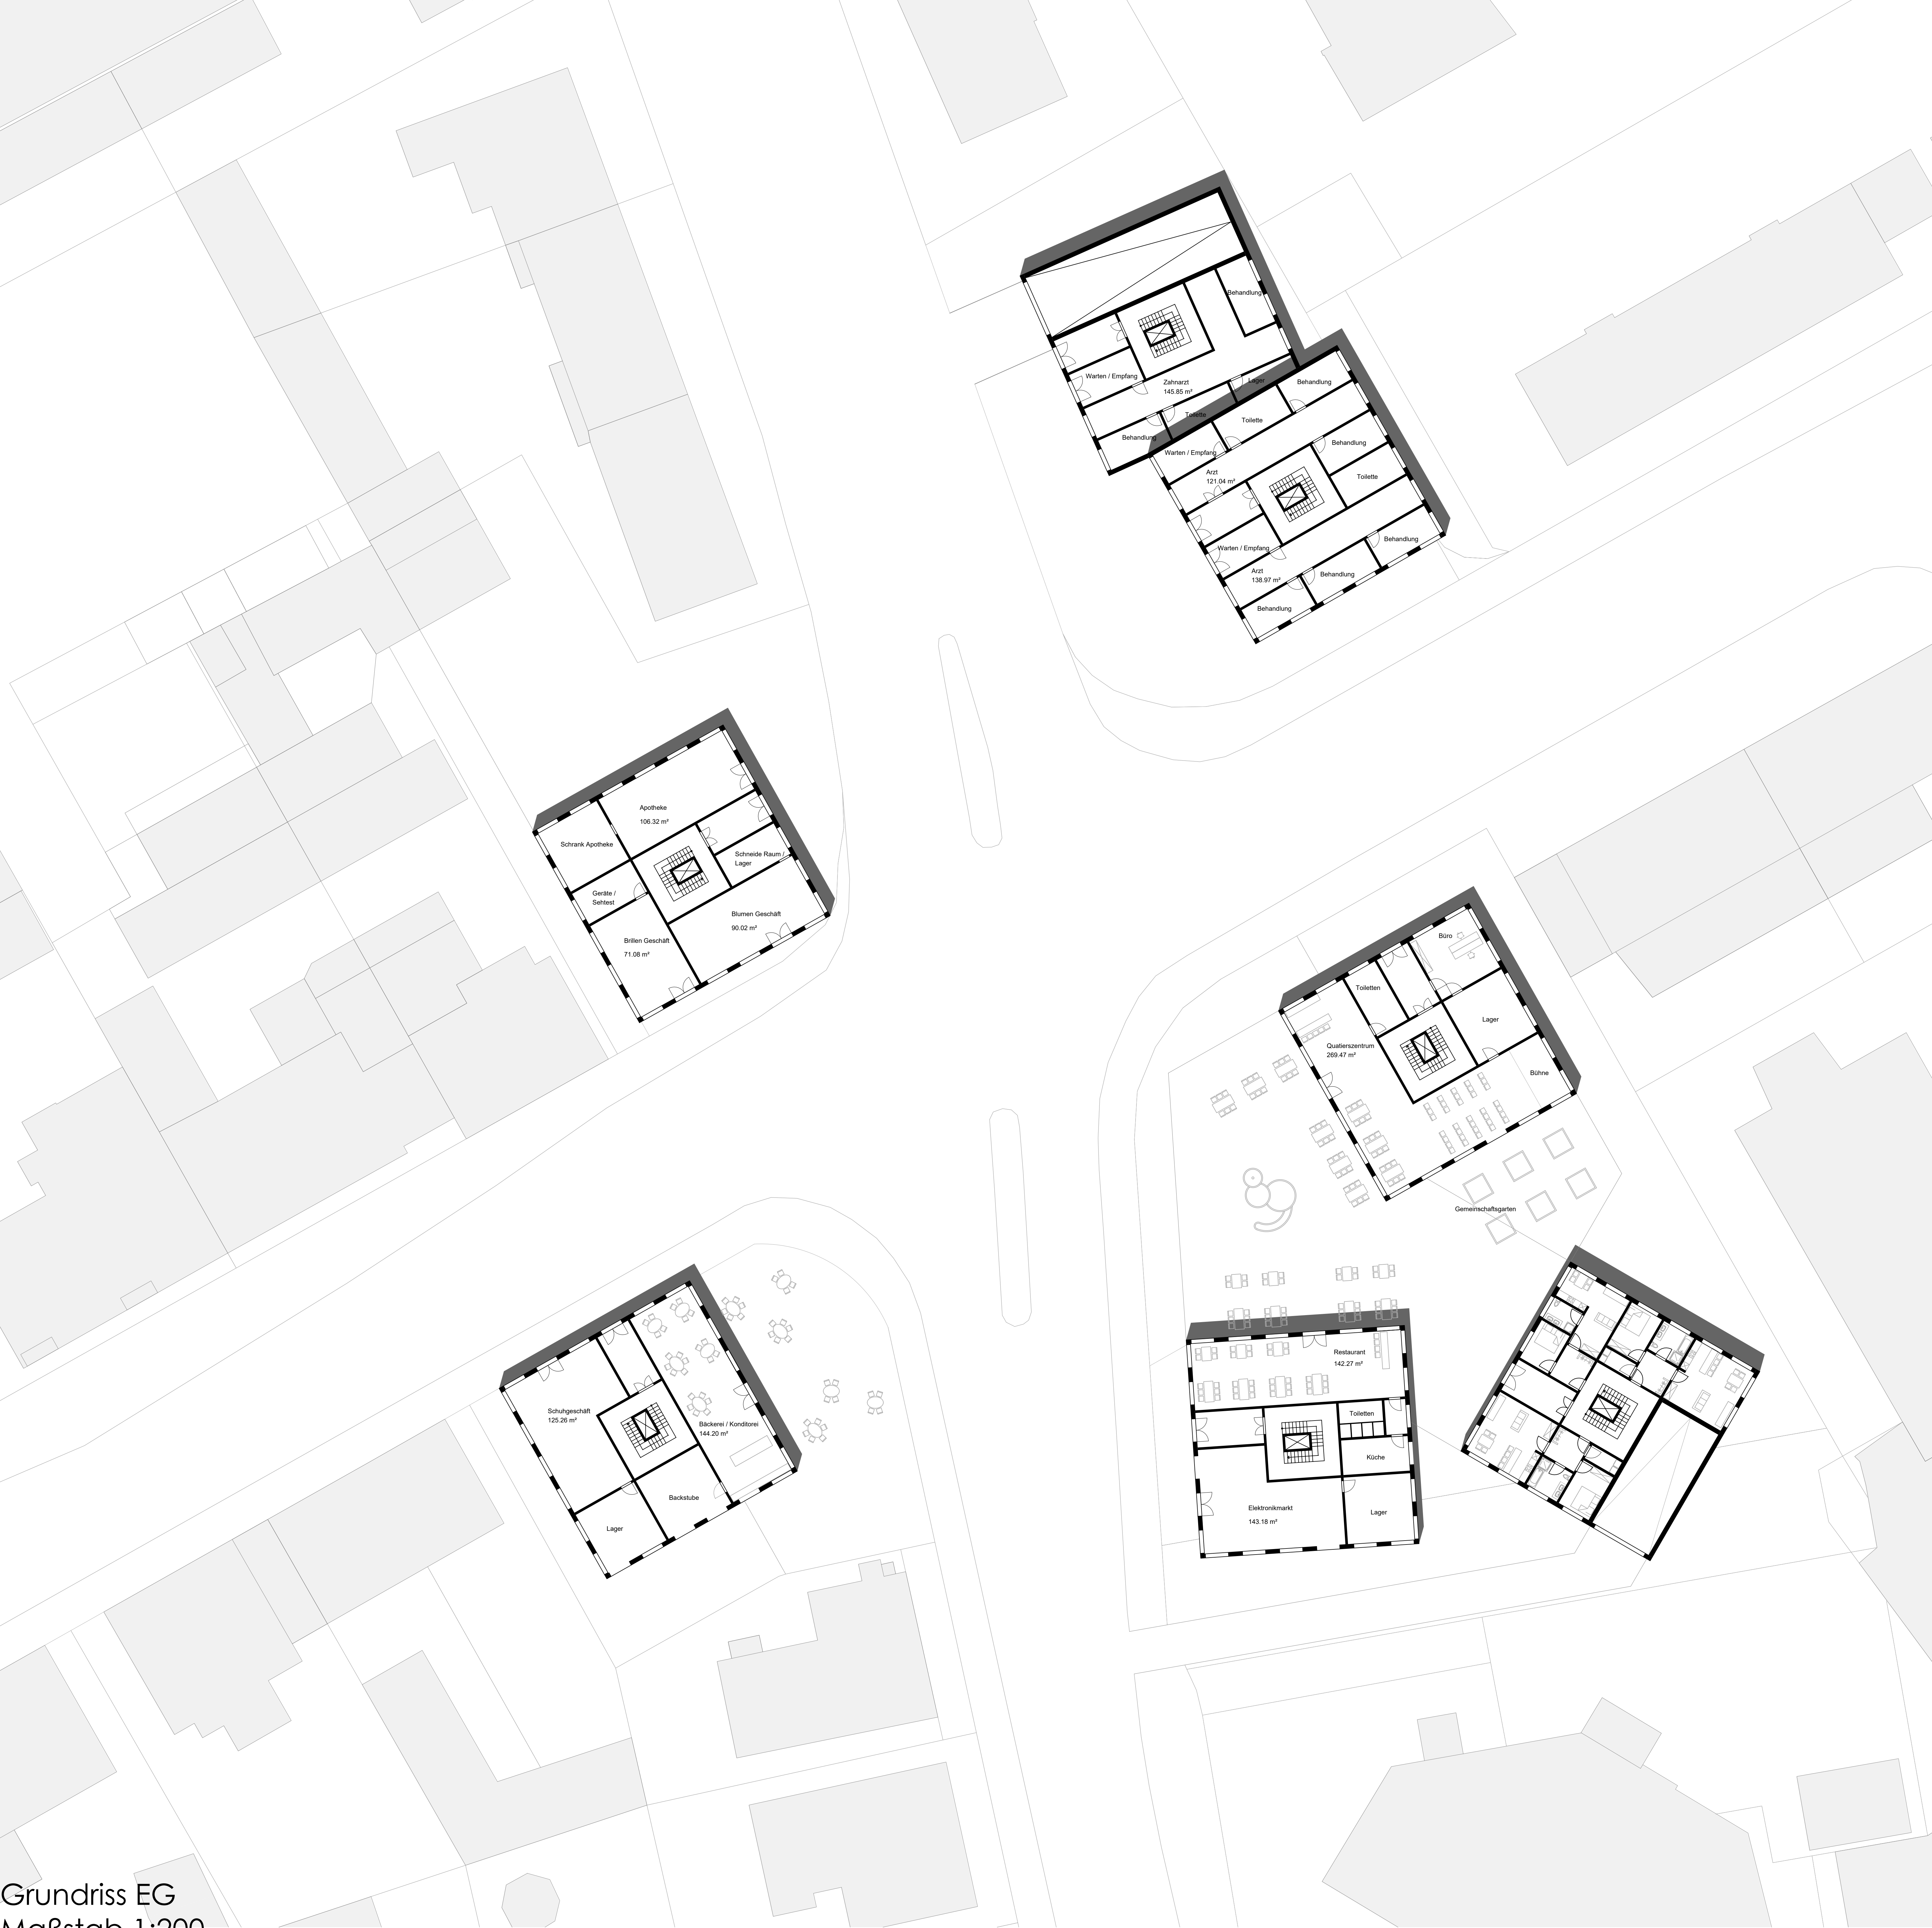 Behandlung
Warten / Empfang
Zahnarzt
145.85 m²
Lager
Behandlung
Toilette
Toilette
Behandlung
Behandlung
Warten / Empfang
Arzt
121.04 m²
Toilette
Behandlung
Warten / Empfang
Arzt
138.97 m²
Behandlung
Behandlung
Apotheke
106.32 m²
Schrank Apotheke
Schneide Raum /
Lager
Geräte /
Sehtest
Blumen Geschäft
90.02 m²
Brillen Geschäft
71.08 m²
Büro
Toiletten
Lager
Quatierszentrum
269.47 m²
Bühne
Gemeinschaftsgarten
Restaurant
142.27 m²
Toiletten
Küche
Elektronikmarkt
143.18 m²
Lager
Schuhgeschäft
125.26 m²
Bäckerei / Konditorei
144.20 m²
Backstube
Lager
Grundriss EG
Maßstab 1:200